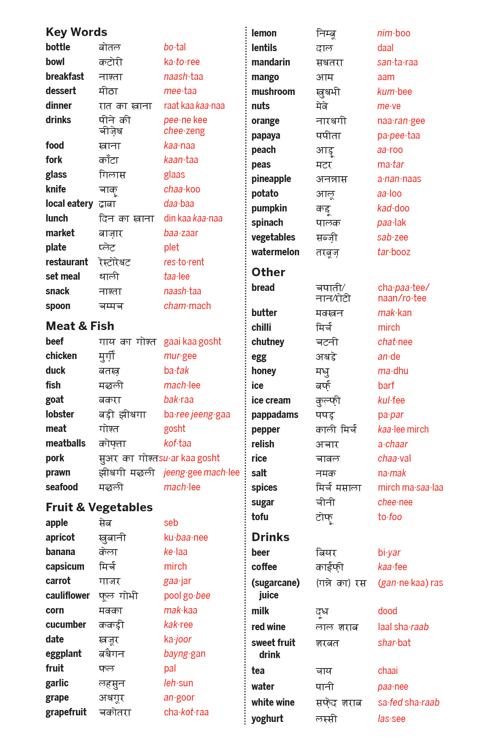 Key Words
bottle बोतल bo·tal
bowl कटोरी ka·to·ree
breakfast नाश्ता naash·taa
dessert मीठा mee·taa
dinner रात का खाना raat kaa kaa·naa
drinks पीने की pee·ne kee
चीज़ेंध chee·zeng
food खाना kaa·naa
fork काँटा kaan·taa
glass गिलास glaas
knife चाकू chaa·koo
local eatery ढाबा daa·baa
lunch दिन का खाना din kaa kaa·naa
market बाज़ार baa·zaar
plate प्लेट plet
restaurant रेस्टोरेधट res·to·rent
set meal थाली taa·lee
snack नाश्ता naash·taa
spoon चम्मच cham·mach
Meat & Fish
beef गाय का गोश्त gaai kaa gosht
chicken मुर्गी mur·gee
duck बतख़ ba·tak
fish मछली mach·lee
goat बकरा bak·raa
lobster बड़ी झीधगा ba·ree jeeng·gaa
meat गोश्त gosht
meatballs कोफ़्ता kof·taa
pork सुअर का गोश्त su·ar kaa gosht
prawn झीधगी मछली jeeng·gee mach·lee
seafood मछली mach·lee
Fruit & Vegetables
apple सेब seb
apricot ख़ुबानी ku·baa·nee
banana केला ke·laa
capsicum मिर्च mirch
carrot गाजर gaa·jar
cauliflower फूल गोभी pool go·bee
corn मक्का mak·kaa
cucumber ककड़ी kak·ree
date खजूर ka·joor
eggplant बधैगन bayng·gan
fruit फल pal
garlic लहसुन leh·sun
grape अधगूर an·goor
grapefruit चकोतरा cha·kot·raa
lemon निम्बू nim·boo
lentils दाल daal
mandarin सधतरा san·ta·raa
mango आम aam
mushroom खुधभी kum·bee
nuts मेवे me·ve
orange नारधगी naa·ran·gee
papaya पपीता pa·pee·taa
peach आड़ू aa·roo
peas मटर ma·tar
pineapple अनन्नास a·nan·naas
potato आलू aa·loo
pumpkin कद्दू kad·doo
spinach पालक paa·lak
vegetables सब्ज़ी sab·zee
watermelon तरबूज़ tar·booz
Other
bread चपाती/ cha·paa·tee/
नान/रोटी naan/ro·tee
butter मक्खन mak·kan
chilli मिर्च mirch
chutney चटनी chat·nee
egg अधडे an·de
honey मधु ma·dhu
ice बर्फ़ barf
ice cream कुल्फ़ी kul·fee
pappadams पपड़ pa·par
pepper काली मिर्च kaa·lee mirch
relish अचार a·chaar
rice चावल chaa·val
salt नमक na·mak
spices मिर्च मसाला mirch ma·saa·laa
sugar चीनी chee·nee
tofu टोफू to·foo
Drinks
beer बियर bi·yar
coffee काईफ़ी kaa·fee
(sugarcane) (गन्ने का) रस (gan·ne kaa) ras
juice
milk दूध dood
red wine लाल शराब laal sha·raab
sweet fruit शरबत shar·bat
drink
tea चाय chaai
water पानी paa·nee
white wine सफ़ेद शराब sa·fed sha·raab
yoghurt लस्सी las·see